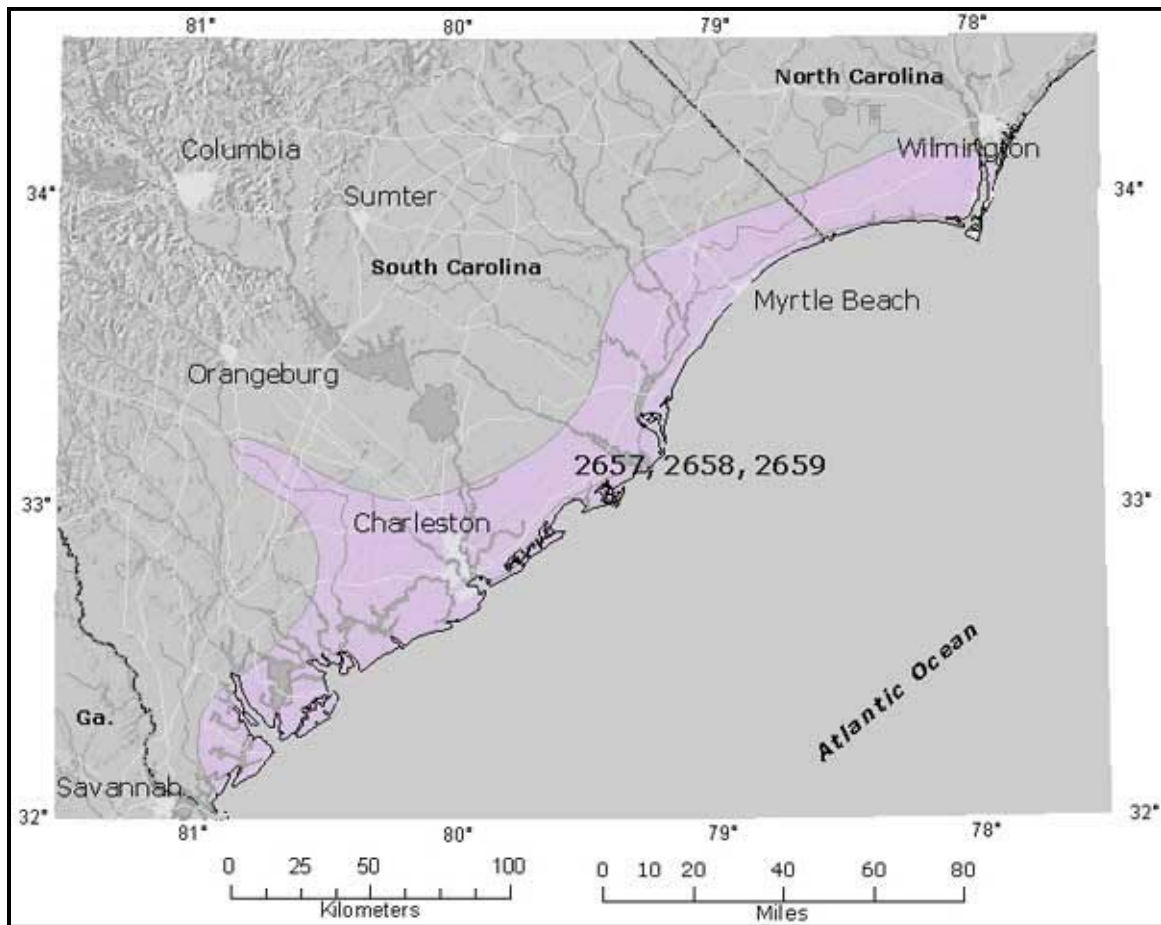 81° 80° 79° 78°
North Carolina
Columbia
Wilmington
34° 34°
Sumter
South Carolina
Myrtle Beach
Orangeburg
2657, 2658, 2659
33° 33°
Charleston
Atlantic Ocean
Ga.
Savannah
32° 32°
81° 80° 79° 78°
0 25 50 100
Kilometers
0 10 20 40 60 80
Miles